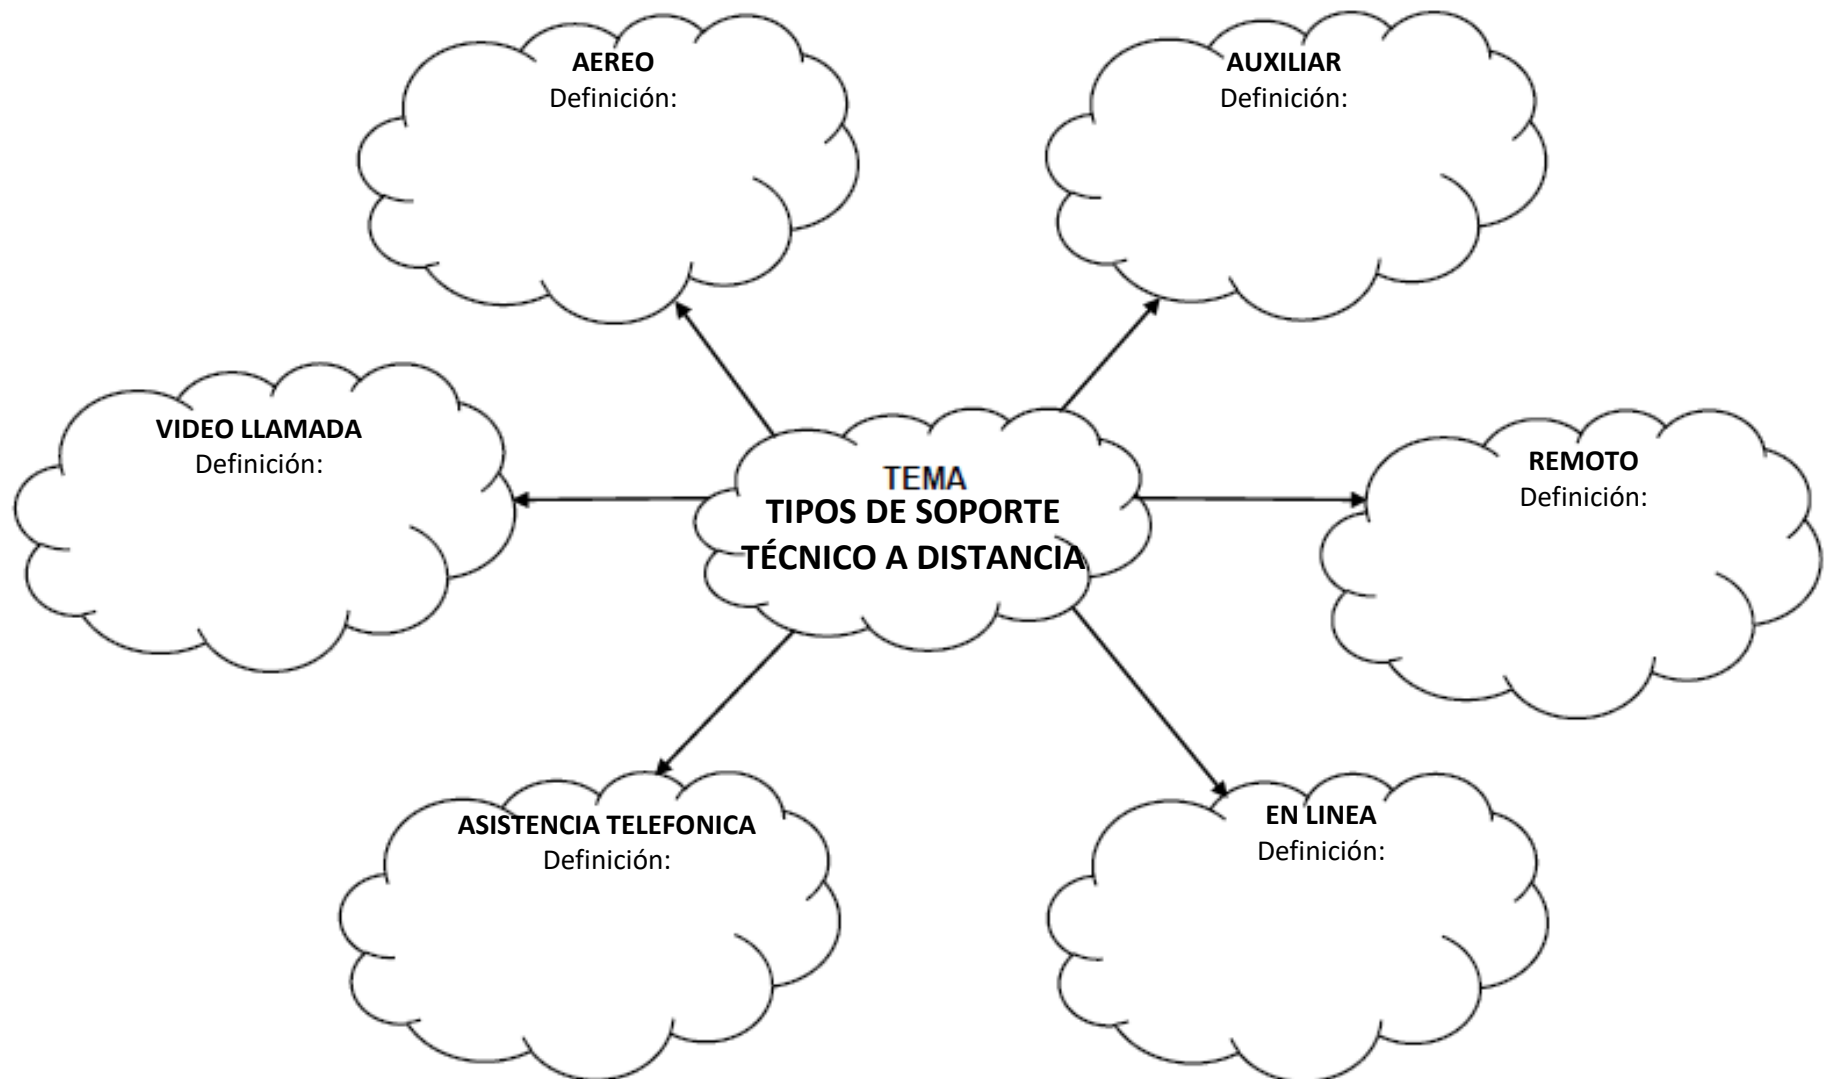 AEREO
Definición:
AUXILIAR
Definición:
VIDEO LLAMADA
Definición:
TEMA
TIPOS DE SOPORTE
TÉCNICO A DISTANCIA
REMOTO
Definición:
ASISTENCIA TELEFONICA
Definición:
EN LINEA
Definición: